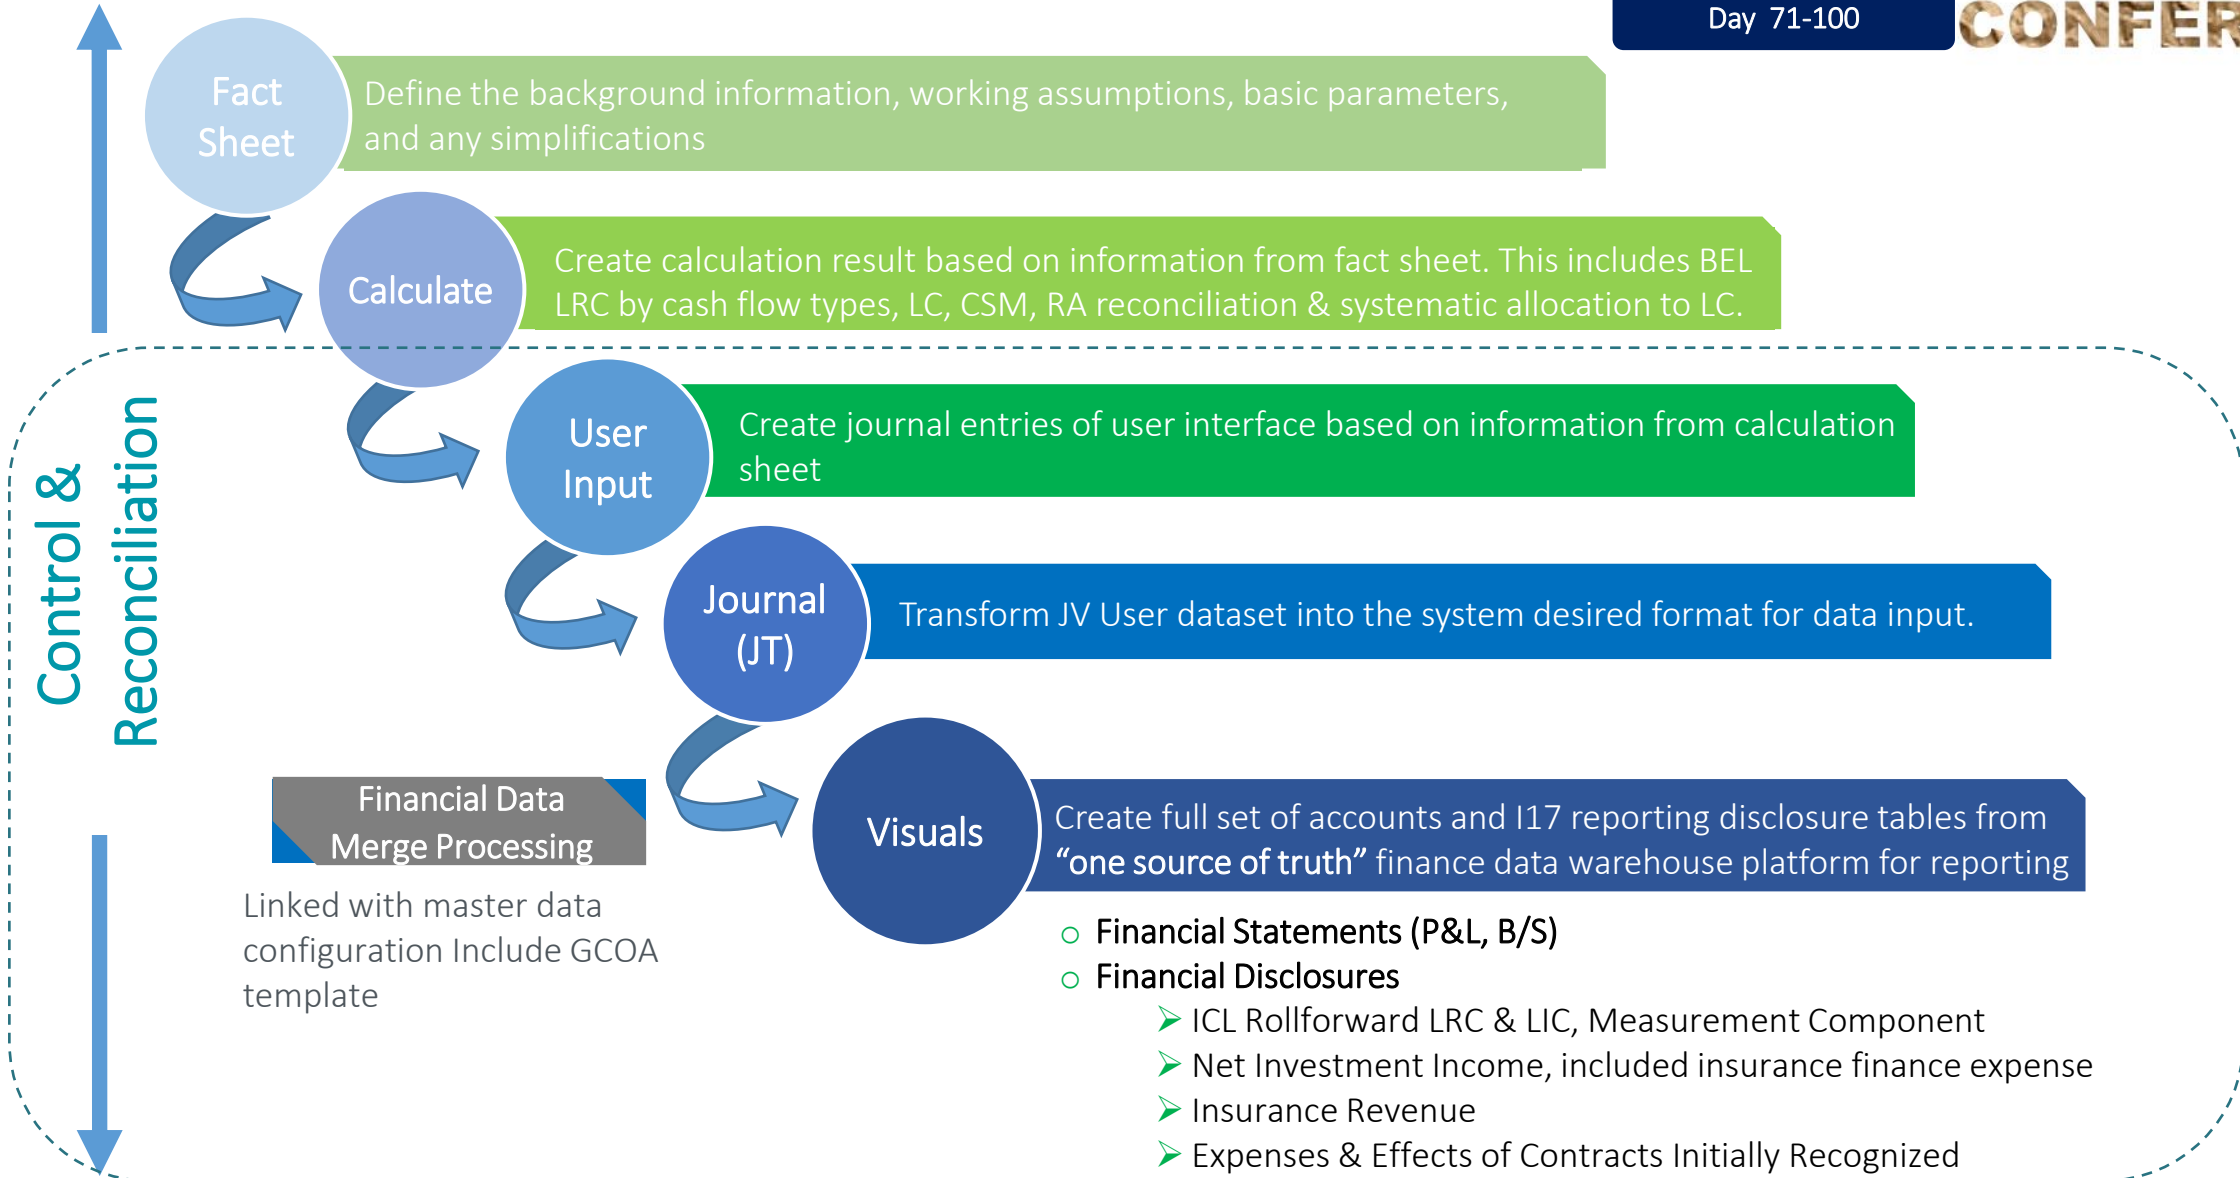 Day 71-100
CONFER
Fact
Sheet
Define the background information, working assumptions, basic parameters,
and any simplifications
Calculate
Create calculation result based on information from fact sheet. This includes BEL
LRC by cash flow types, LC, CSM, RA reconciliation & systematic allocation to LC.
Control &
Reconciliation
User
Input
Create journal entries of user interface based on information from calculation
sheet
Journal
(JT)
Transform JV User dataset into the system desired format for data input.
Financial Data
Merge Processing
Linked with master data
configuration Include GCOA
template
Visuals
Create full set of accounts and I17 reporting disclosure tables from
“one source of truth” finance data warehouse platform for reporting
Financial Statements (P&L, B/S)
Financial Disclosures
ICL Rollforward LRC & LIC, Measurement Component
Net Investment Income, included insurance finance expense
Insurance Revenue
Expenses & Effects of Contracts Initially Recognized